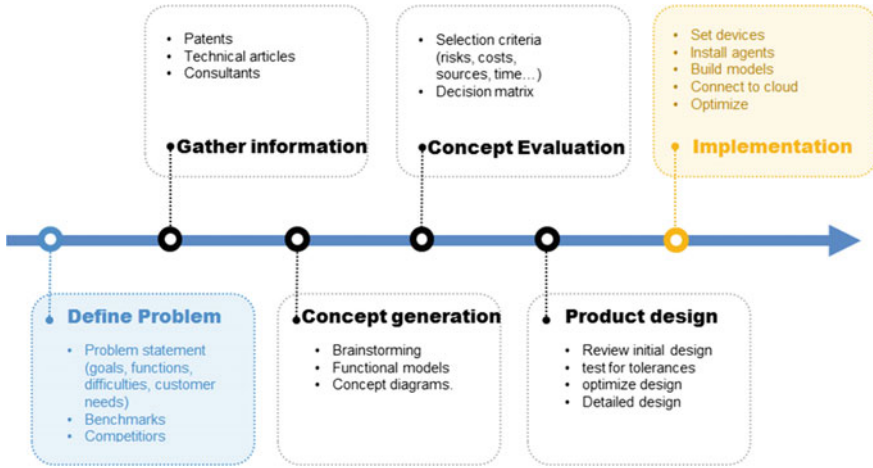 Patents
Technical articles
Consultants
Gather information
Selection criteria
(risks, costs,
sources, time…)
Decision matrix
Concept Evaluation
Set devices
Install agents
Build models
Connect to cloud
Optimize
Implementation
Define Problem
Problem statement
(goals, functions,
difficulties, customer
needs)
Benchmarks
Competitiors
Concept generation
Brainstorming
Functional models
Concept diagrams.
Product design
Review initial design
test for tolerances
optimize design
Detailed design